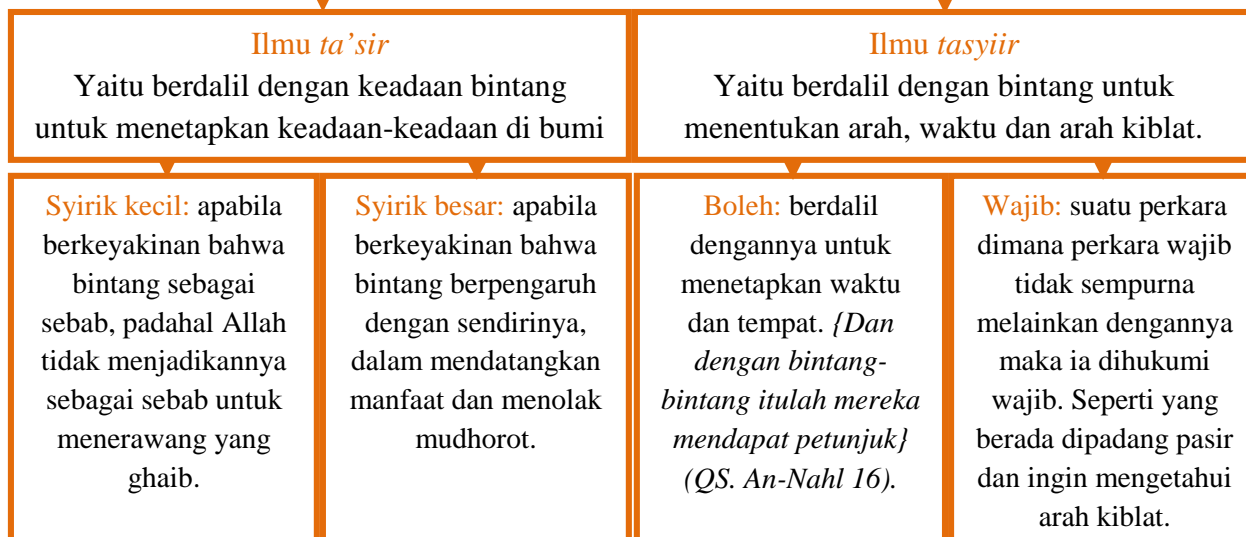 Ilmu ta’sir
Yaitu berdalil dengan keadaan bintang
untuk menetapkan keadaan-keadaan di bumi
Ilmu tasyiir
Yaitu berdalil dengan bintang untuk
menentukan arah, waktu dan arah kiblat.
Syirik kecil: apabila
berkeyakinan bahwa
bintang sebagai
sebab, padahal Allah
tidak menjadikannya
sebagai sebab untuk
menerawang yang
ghaib.
Syirik besar: apabila
berkeyakinan bahwa
bintang berpengaruh
dengan sendirinya,
dalam mendatangkan
manfaat dan menolak
mudhorot.
Boleh: berdalil
dengannya untuk
menetapkan waktu
dan tempat. {Dan
dengan bintang-
bintang itulah mereka
mendapat petunjuk}
(QS. An-Nahl 16).
Wajib: suatu perkara
dimana perkara wajib
tidak sempurna
melainkan dengannya
maka ia dihukumi
wajib. Seperti yang
berada dipadang pasir
dan ingin mengetahui
arah kiblat.